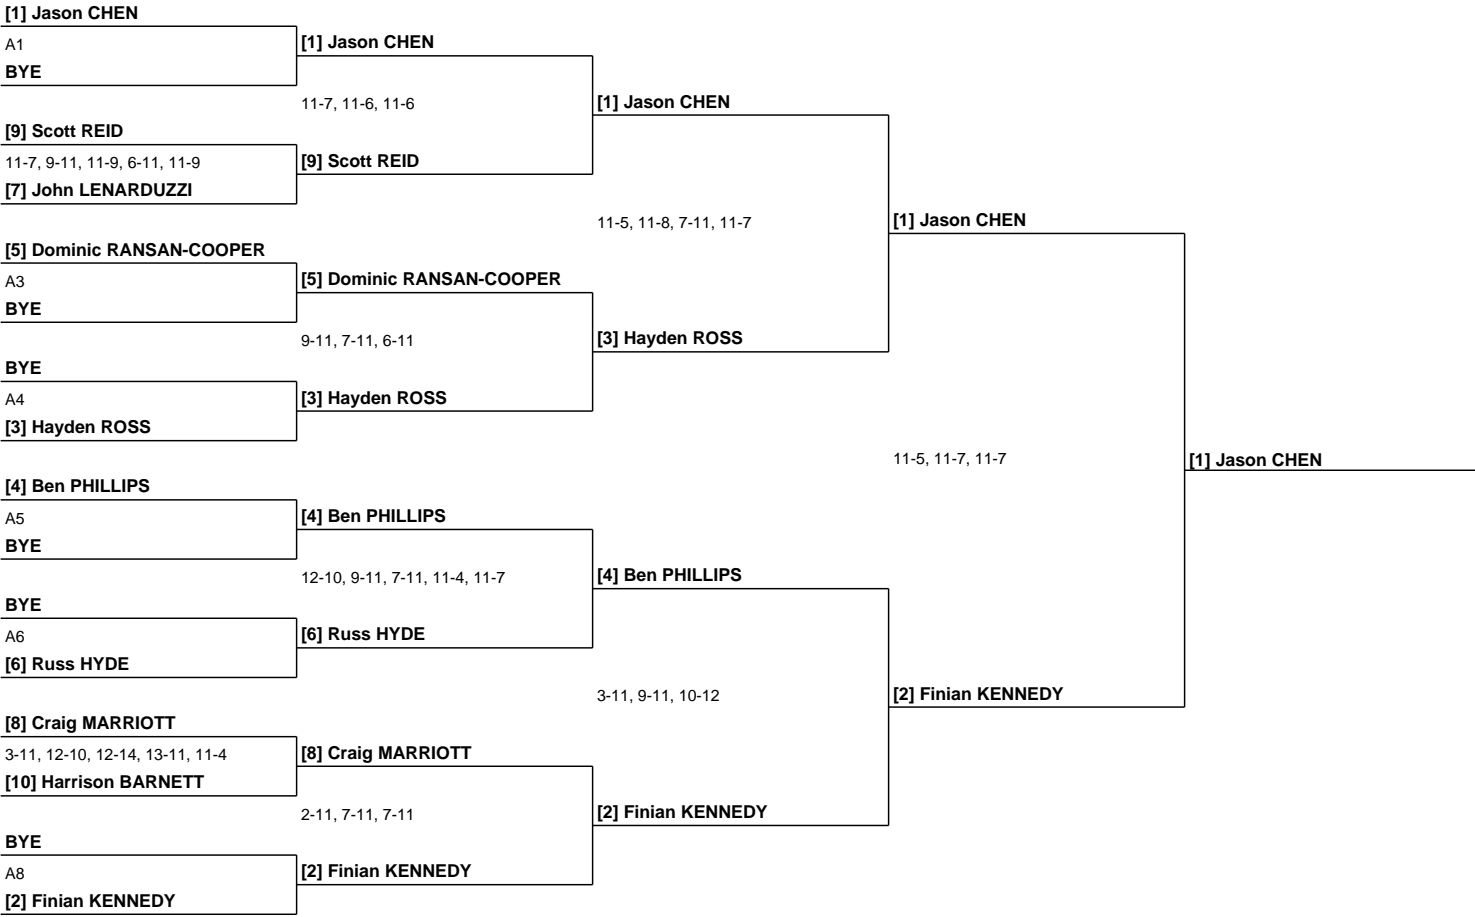 [1] Jason CHEN
A1
BYE
[9] Scott REID
11-7, 9-11, 11-9, 6-11, 11-9
[7] John LENARDUZZI
[5] Dominic RANSAN-COOPER
A3
BYE
BYE
A4
[3] Hayden ROSS
[4] Ben PHILLIPS
A5
BYE
BYE
A6
[6] Russ HYDE
[8] Craig MARRIOTT
3-11, 12-10, 12-14, 13-11, 11-4
[10] Harrison BARNETT
BYE
A8
[2] Finian KENNEDY
[1] Jason CHEN
11-7, 11-6, 11-6
[9] Scott REID
[5] Dominic RANSAN-COOPER
9-11, 7-11, 6-11
[3] Hayden ROSS
[4] Ben PHILLIPS
12-10, 9-11, 7-11, 11-4, 11-7
[6] Russ HYDE
[8] Craig MARRIOTT
2-11, 7-11, 7-11
[2] Finian KENNEDY
[1] Jason CHEN
11-5, 11-8, 7-11, 11-7
[3] Hayden ROSS
[4] Ben PHILLIPS
3-11, 9-11, 10-12
[2] Finian KENNEDY
[1] Jason CHEN
11-5, 11-7, 11-7
[2] Finian KENNEDY
[1] Jason CHEN